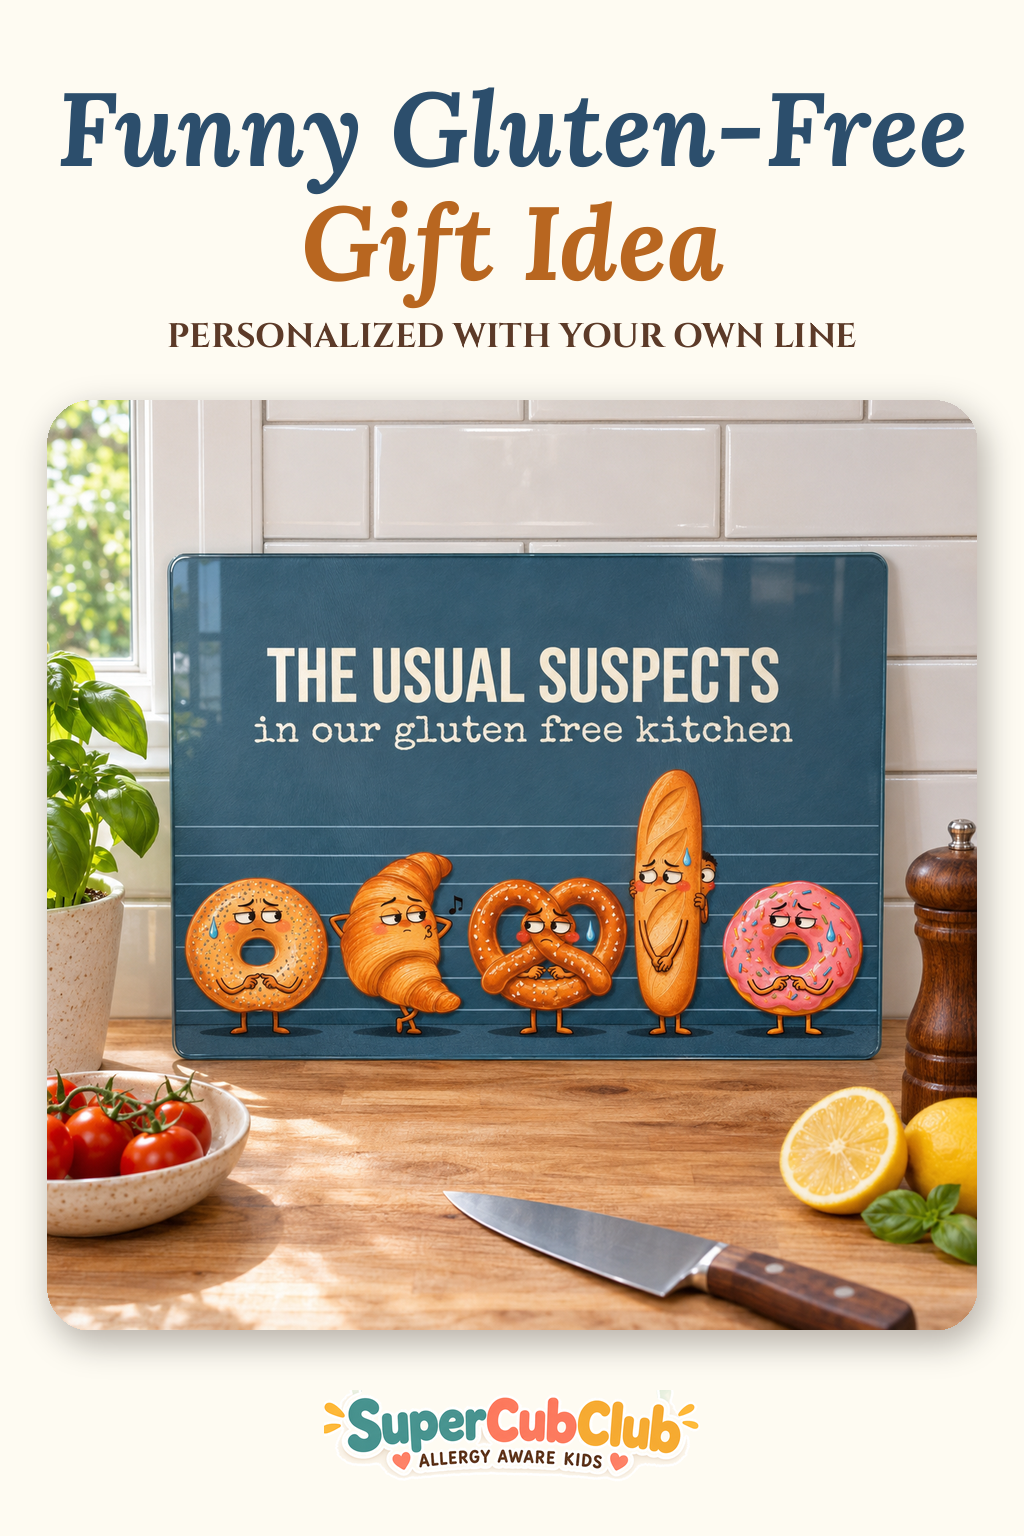 Funny Gluten-Free
Gift Idea
PERSONALIZED WITH YOUR OWN LINE
THE USUAL SUSPECTS
in our gluten free kitchen
SuperCubClub
ALLERGY AWARE KIDS